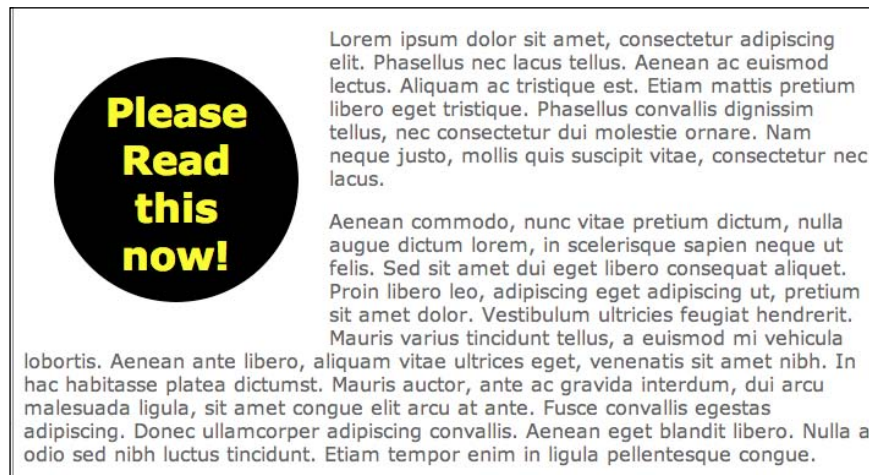 Please
Read
this
now!
Lorem ipsum dolor sit amet, consectetur adipiscing
elit. Phasellus nec lacus tellus. Aenean ac euismod
lectus. Aliquam ac tristique est. Etiam mattis pretium
libero eget tristique. Phasellus convallis dignissim
tellus, nec consectetur dui molestie ornare. Nam
neque justo, mollis quis suscipit vitae, consectetur nec
lacus.
Aenean commodo, nunc vitae pretium dictum, nulla
augue dictum lorem, in scelerisque sapien neque ut
felis. Sed sit amet dui eget libero consequat aliquet.
Proin libero leo, adipiscing eget adipiscing ut, pretium
sit amet dolor. Vestibulum ultricies feugiat hendrerit.
Mauris varius tincidunt tellus, a euismod mi vehicula
lobortis. Aenean ante libero, aliquam vitae ultrices eget, venenatis sit amet nibh. In
hac habitasse platea dictumst. Mauris auctor, ante ac gravida interdum, dui arcu
malesuada ligula, sit amet congue elit arcu at ante. Fusce convallis egestas
adipiscing. Donec ullamcorper adipiscing convallis. Aenean eget blandit libero. Nulla a
odio sed nibh luctus tincidunt. Etiam tempor enim in ligula pellentesque congue.